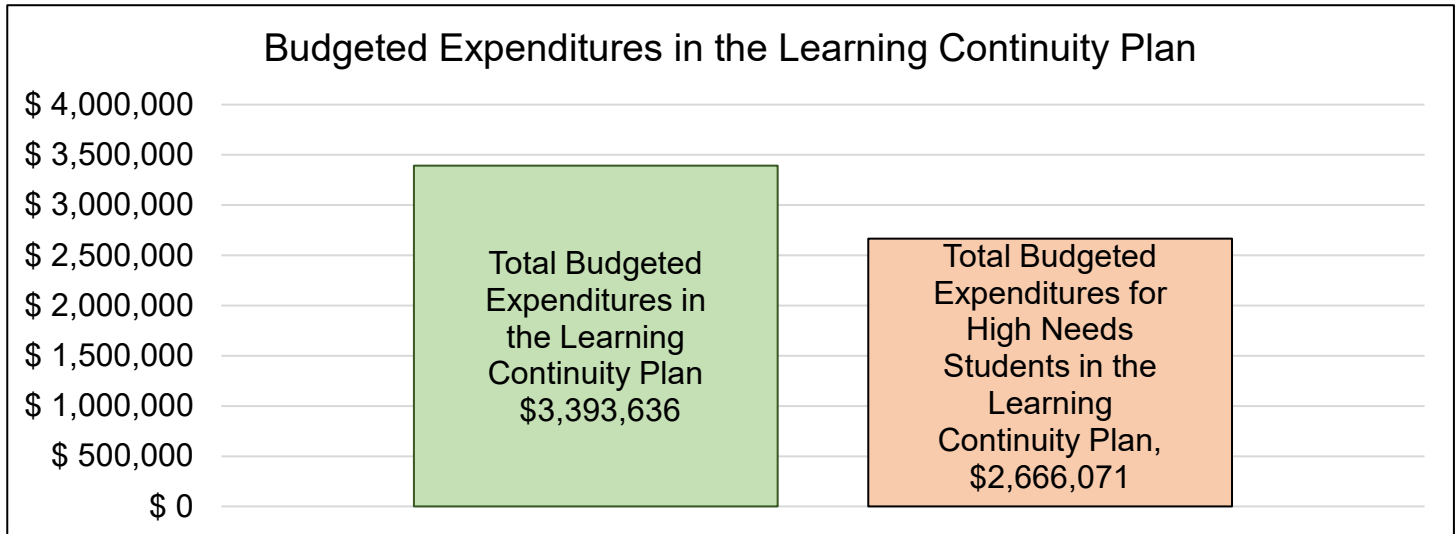 Budgeted Expenditures in the Learning Continuity Plan
$ 4,000,000
$ 3,500,000
$ 3,000,000
$ 2,500,000
$ 2,000,000
$ 1,500,000
$ 1,000,000
$ 500,000
$ 0
Total Budgeted
Expenditures in
the Learning
Continuity Plan
$3,393,636
Total Budgeted
Expenditures for
High Needs
Students in the
Learning
Continuity Plan,
$2,666,071